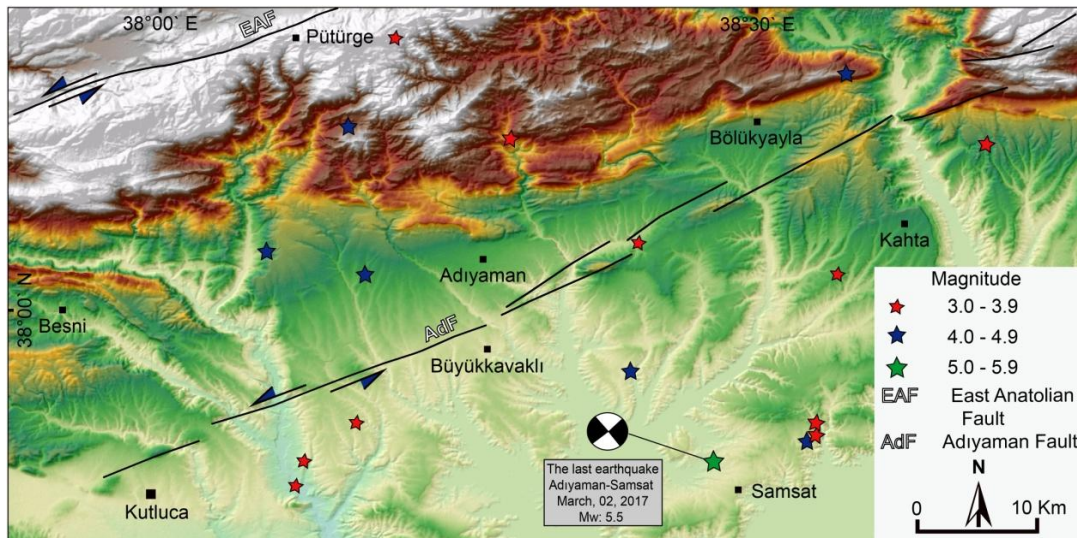 38°00` E
38°30` E
EAF
Pütürge
Bölükyayla
Kahta
Adıyaman
38°00` N
Besni
AdF
Büyükkavaklı
Kutluca
Samsat
The last earthquake
Adıyaman-Samsat
March, 02, 2017
Mw: 5.5
Magnitude
3.0 - 3.9
4.0 - 4.9
5.0 - 5.9
EAF East Anatolian
Fault
AdF Adıyaman Fault
N
0 10 Km